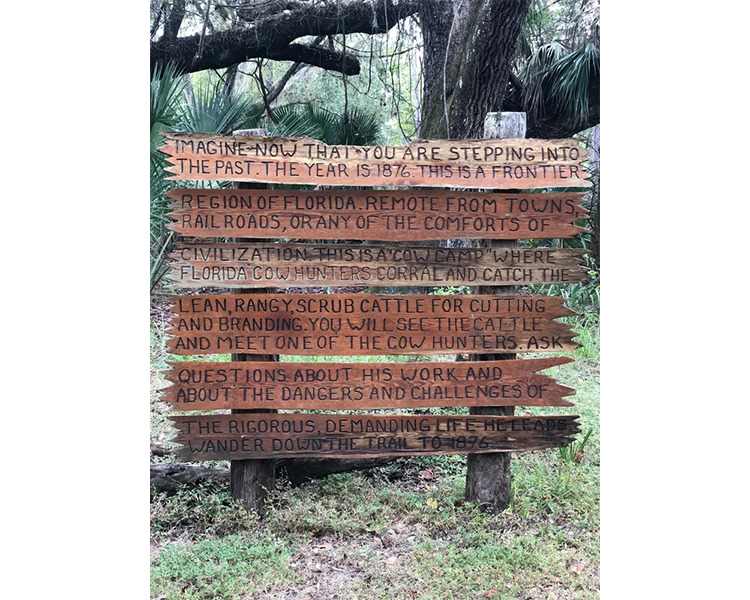 IMAGINE NOW THAT YOU ARE STEPPING INTO
THE PAST. THE YEAR IS 1876. THIS IS A FRONTIER
REGION OF FLORIDA. REMOTE FROM TOWNS,
RAILROADS, OR ANY OF THE COMFORTS OF
CIVILIZATION. THIS IS A "COW CAMP" WHERE
FLORIDA COW HUNTERS CORRAL AND CATCH THE
LEAN, RANGY, SCRUB CATTLE FOR CUTTING
AND BRANDING. YOU WILL SEE THE CATTLE
AND MEET ONE OF THE COW HUNTERS. ASK
QUESTIONS ABOUT HIS WORK AND
ABOUT THE DANGERS AND CHALLENGES OF
THE RIGOROUS, DEMANDING LIFE HE LEADS
WANDER DOWN THE TRAIL TO 1876.